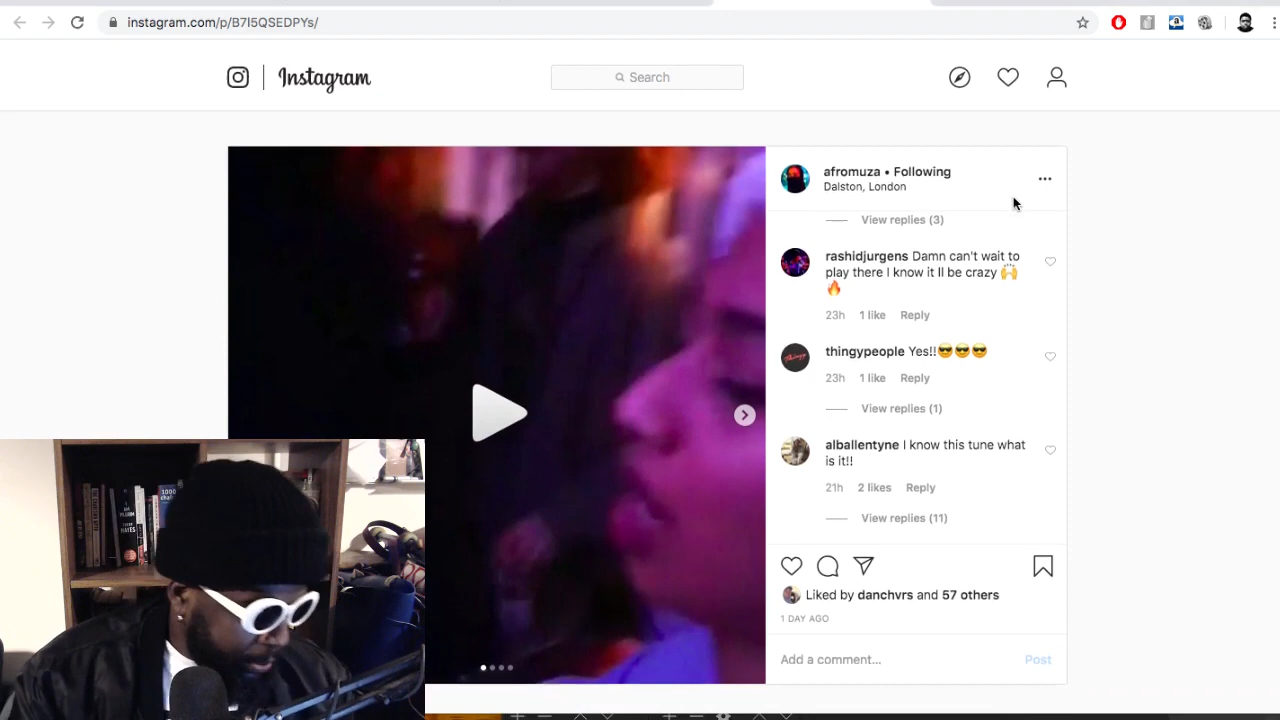 instagram.com/p/B7I5QSEDPYs/
Instagram
Search
afromuza • Following
Dalston, London
View replies (3)
rashidjurgens Damn can't wait to
play there I know it ll be crazy 🙌
🔥
23h 1 like Reply
thingypeople Yes!!😎😎😎
23h 1 like Reply
View replies (1)
alballentyne I know this tune what
is it!!
21h 2 likes Reply
View replies (11)
Liked by danchvrs and 57 others
1 DAY AGO
Add a comment... Post